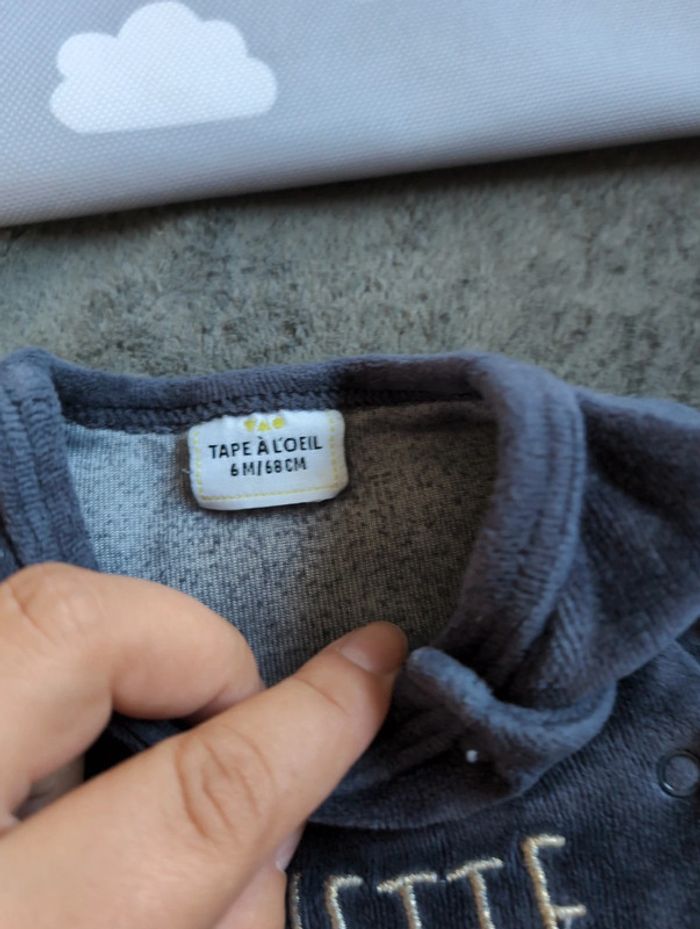 TAO
TAPE À L'OEIL
6M/68CM